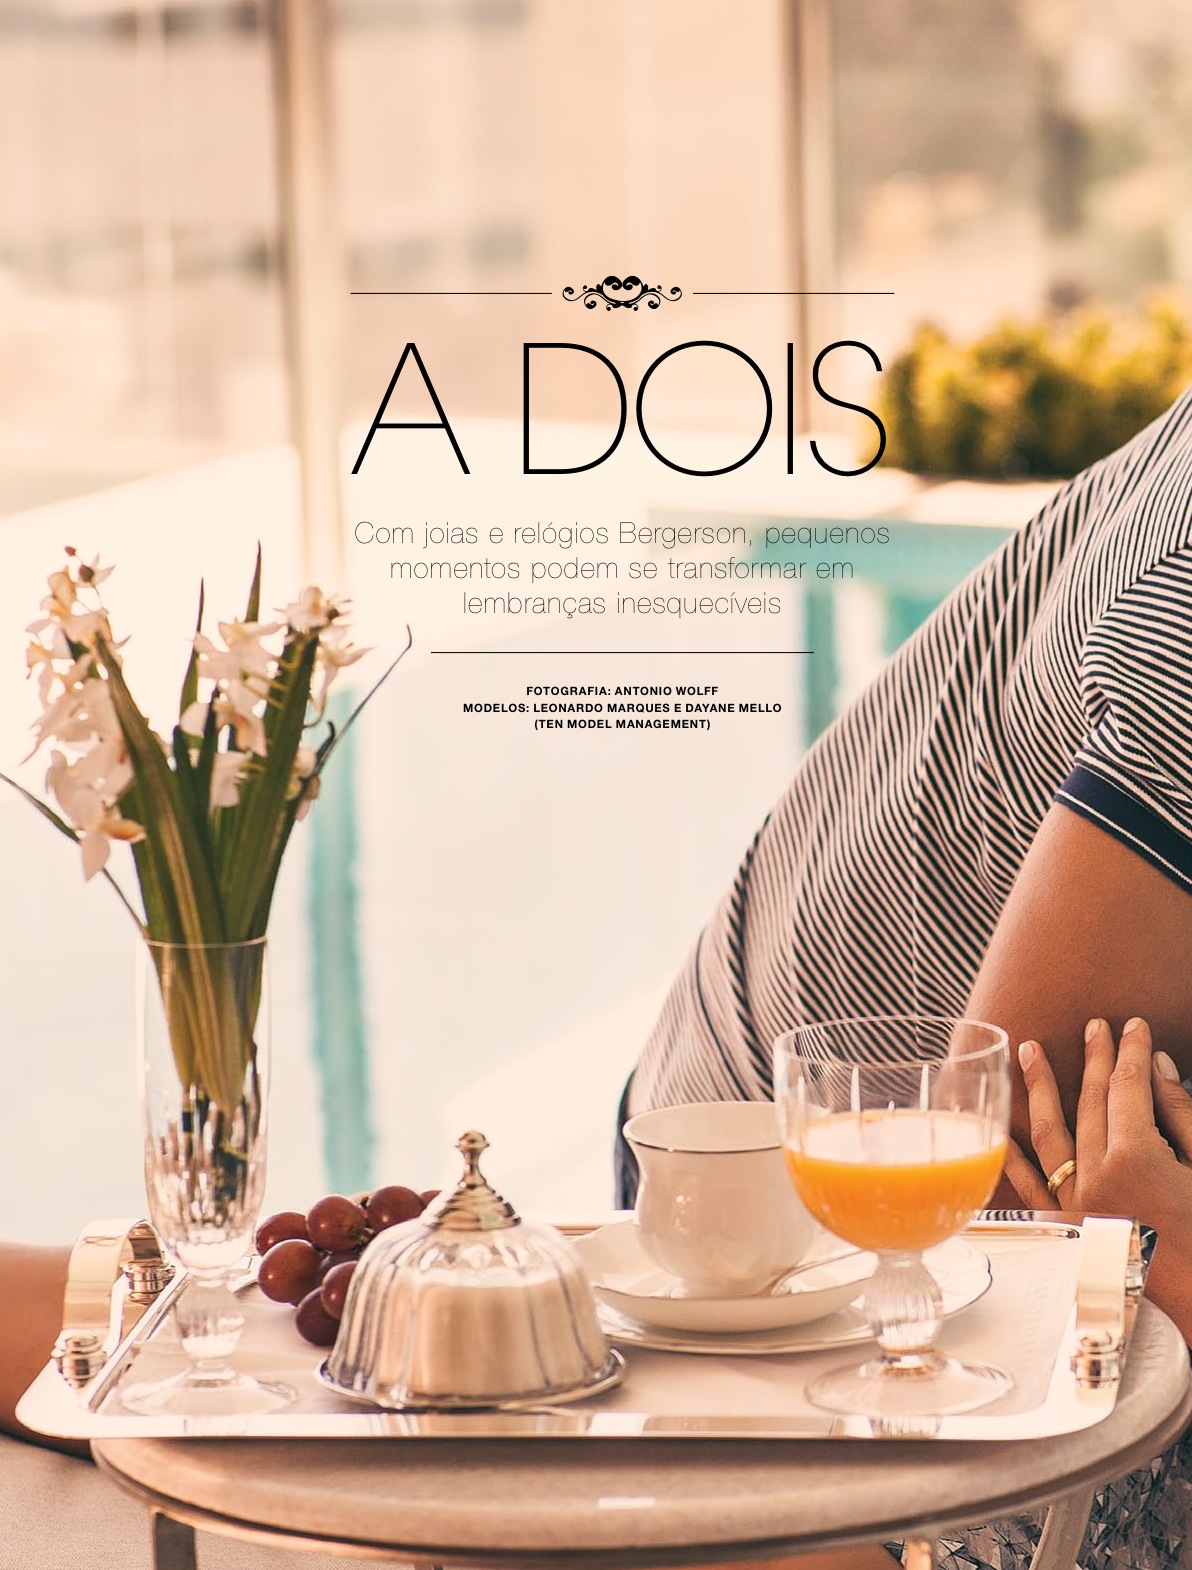 A DOIS
Com joias e relógios Bergerson, pequenos
momentos podem se transformar em
lembranças inesquecíveis
FOTOGRAFIA: ANTONIO WOLFF
MODELOS: LEONARDO MARQUES E DAYANE MELLO
(TEN MODEL MANAGEMENT)